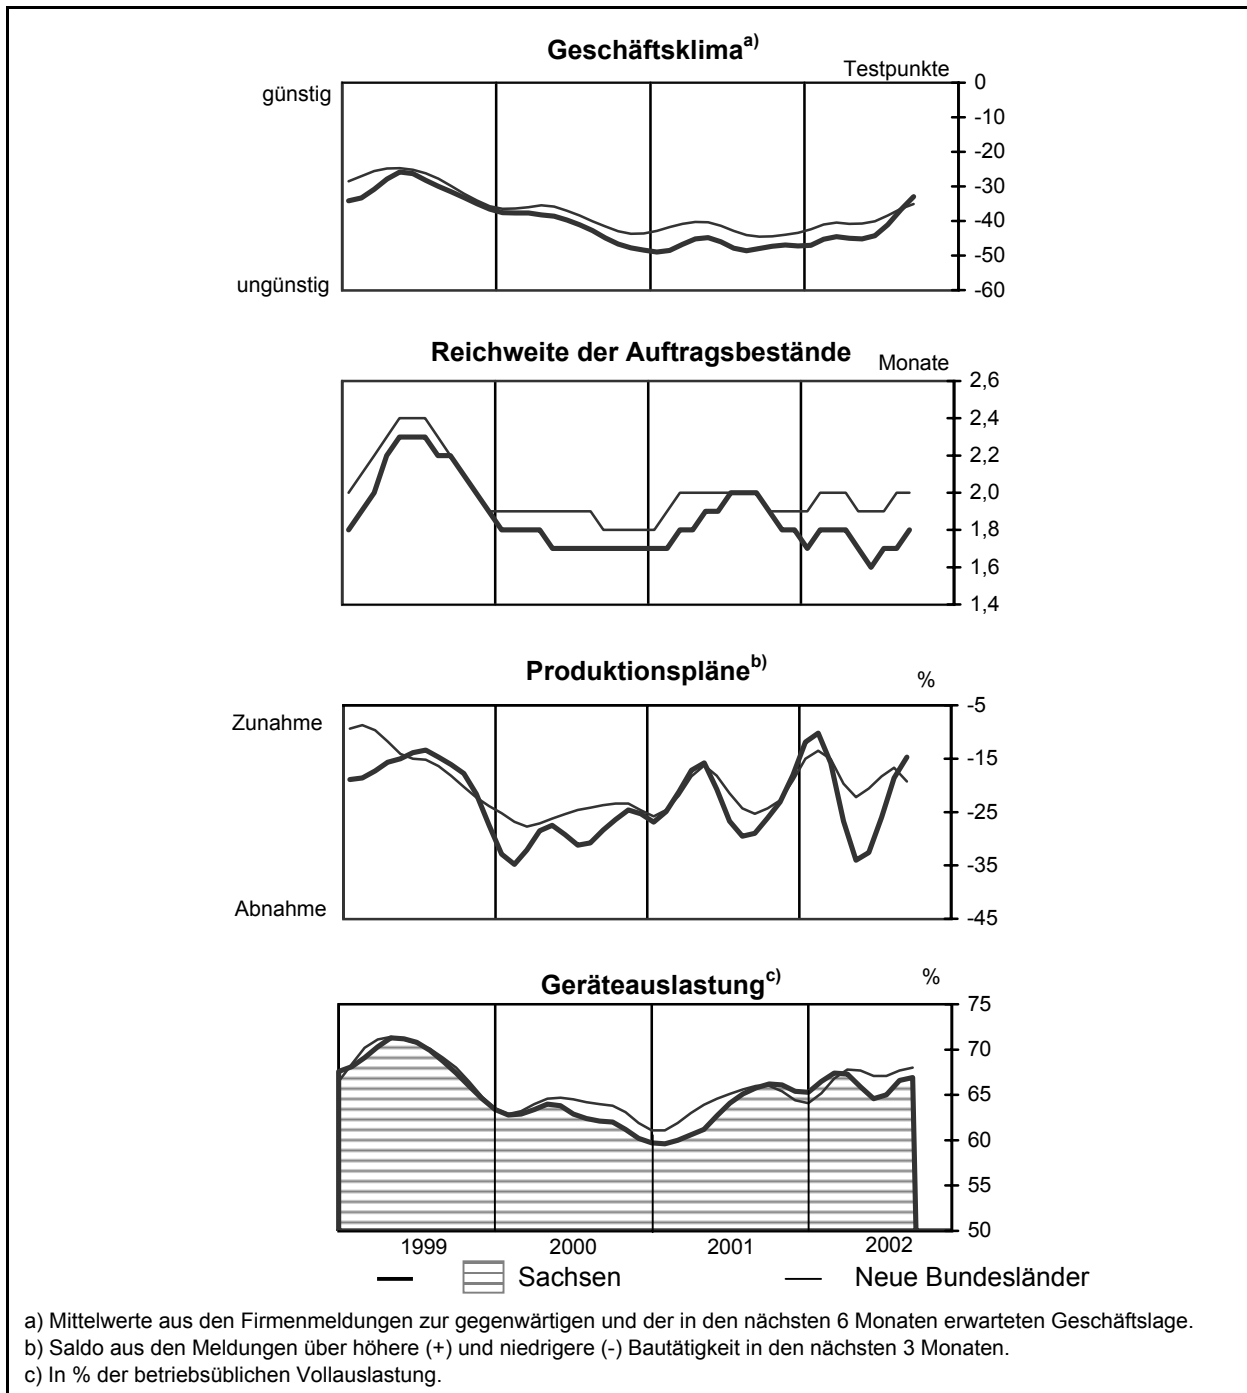 Geschäftsklima a)
Testpunkte
günstig
ungünstig
0
-10
-20
-30
-40
-50
-60
Reichweite der Auftragsbestände
Monate
2,6
2,4
2,2
2,0
1,8
1,6
1,4
Produktionspläne b)
%
Zunahme
Abnahme
-5
-15
-25
-35
-45
Geräteauslastung c)
%
75
70
65
60
55
50
1999 2000 2001 2002
Sachsen Neue Bundesländer
a) Mittelwerte aus den Firmenmeldungen zur gegenwärtigen und der in den nächsten 6 Monaten erwarteten Geschäftslage.
b) Saldo aus den Meldungen über höhere (+) und niedrigere (-) Bautätigkeit in den nächsten 3 Monaten.
c) In % der betriebsüblichen Vollauslastung.